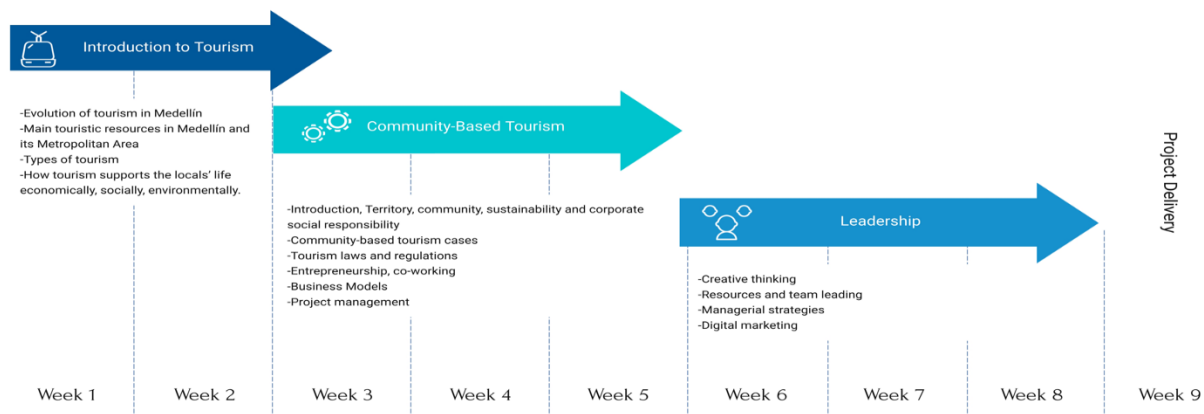 Introduction to Tourism
-Evolution of tourism in Medellín
-Main touristic resources in Medellín and
its Metropolitan Area
-Types of tourism
-How tourism supports the locals' life
economically, socially, environmentally.
Community-Based Tourism
-Introduction, Territory, community, sustainability and corporate
social responsibility
-Community-based tourism cases
-Tourism laws and regulations
-Entrepreneurship, co-working
-Business Models
-Project management
Leadership
-Creative thinking
-Resources and team leading
-Managerial strategies
-Digital marketing
Project Delivery
Week 1
Week 2
Week 3
Week 4
Week 5
Week 6
Week 7
Week 8
Week 9